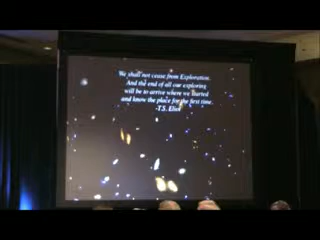 We shall not cease from Exploration.
And the end of all our exploring
will be to arrive where we started
and know the place for the first time.
-T.S. Eliot